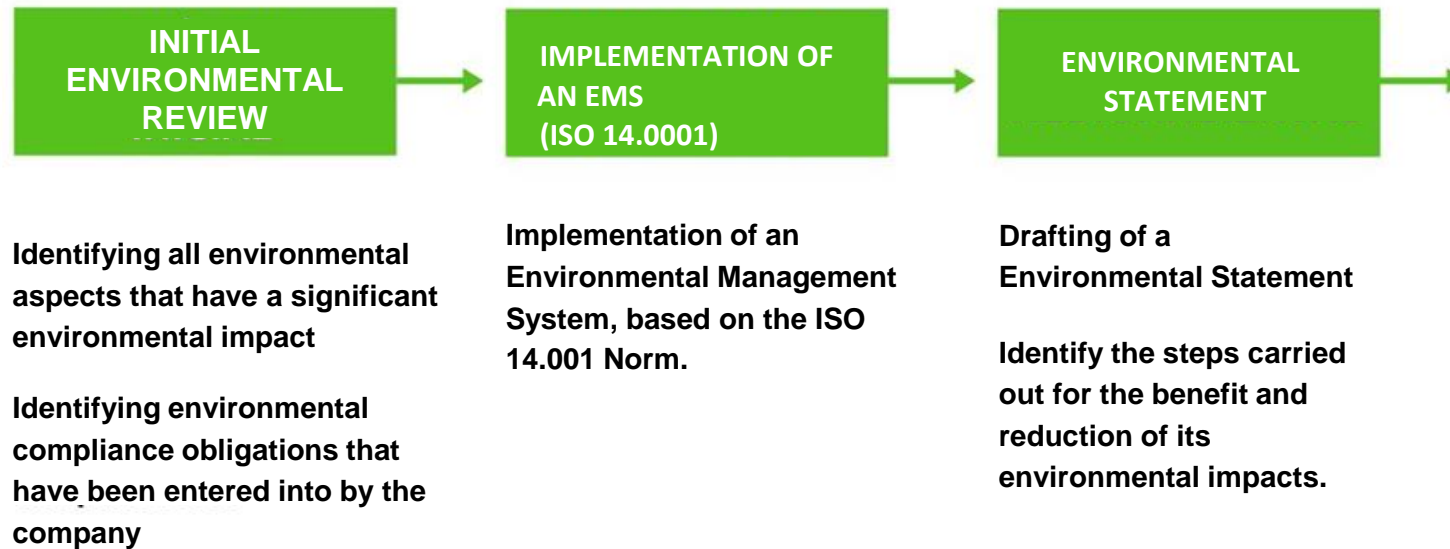 INITIAL
ENVIRONMENTAL
REVIEW
Identifying all environmental
aspects that have a significant
environmental impact
Identifying environmental
compliance obligations that
have been entered into by the
company
IMPLEMENTATION OF
AN EMS
(ISO 14.0001)
Implementation of an
Environmental Management
System, based on the ISO
14.001 Norm.
ENVIRONMENTAL
STATEMENT
Drafting of a
Environmental Statement
Identify the steps carried
out for the benefit and
reduction of its
environmental impacts.